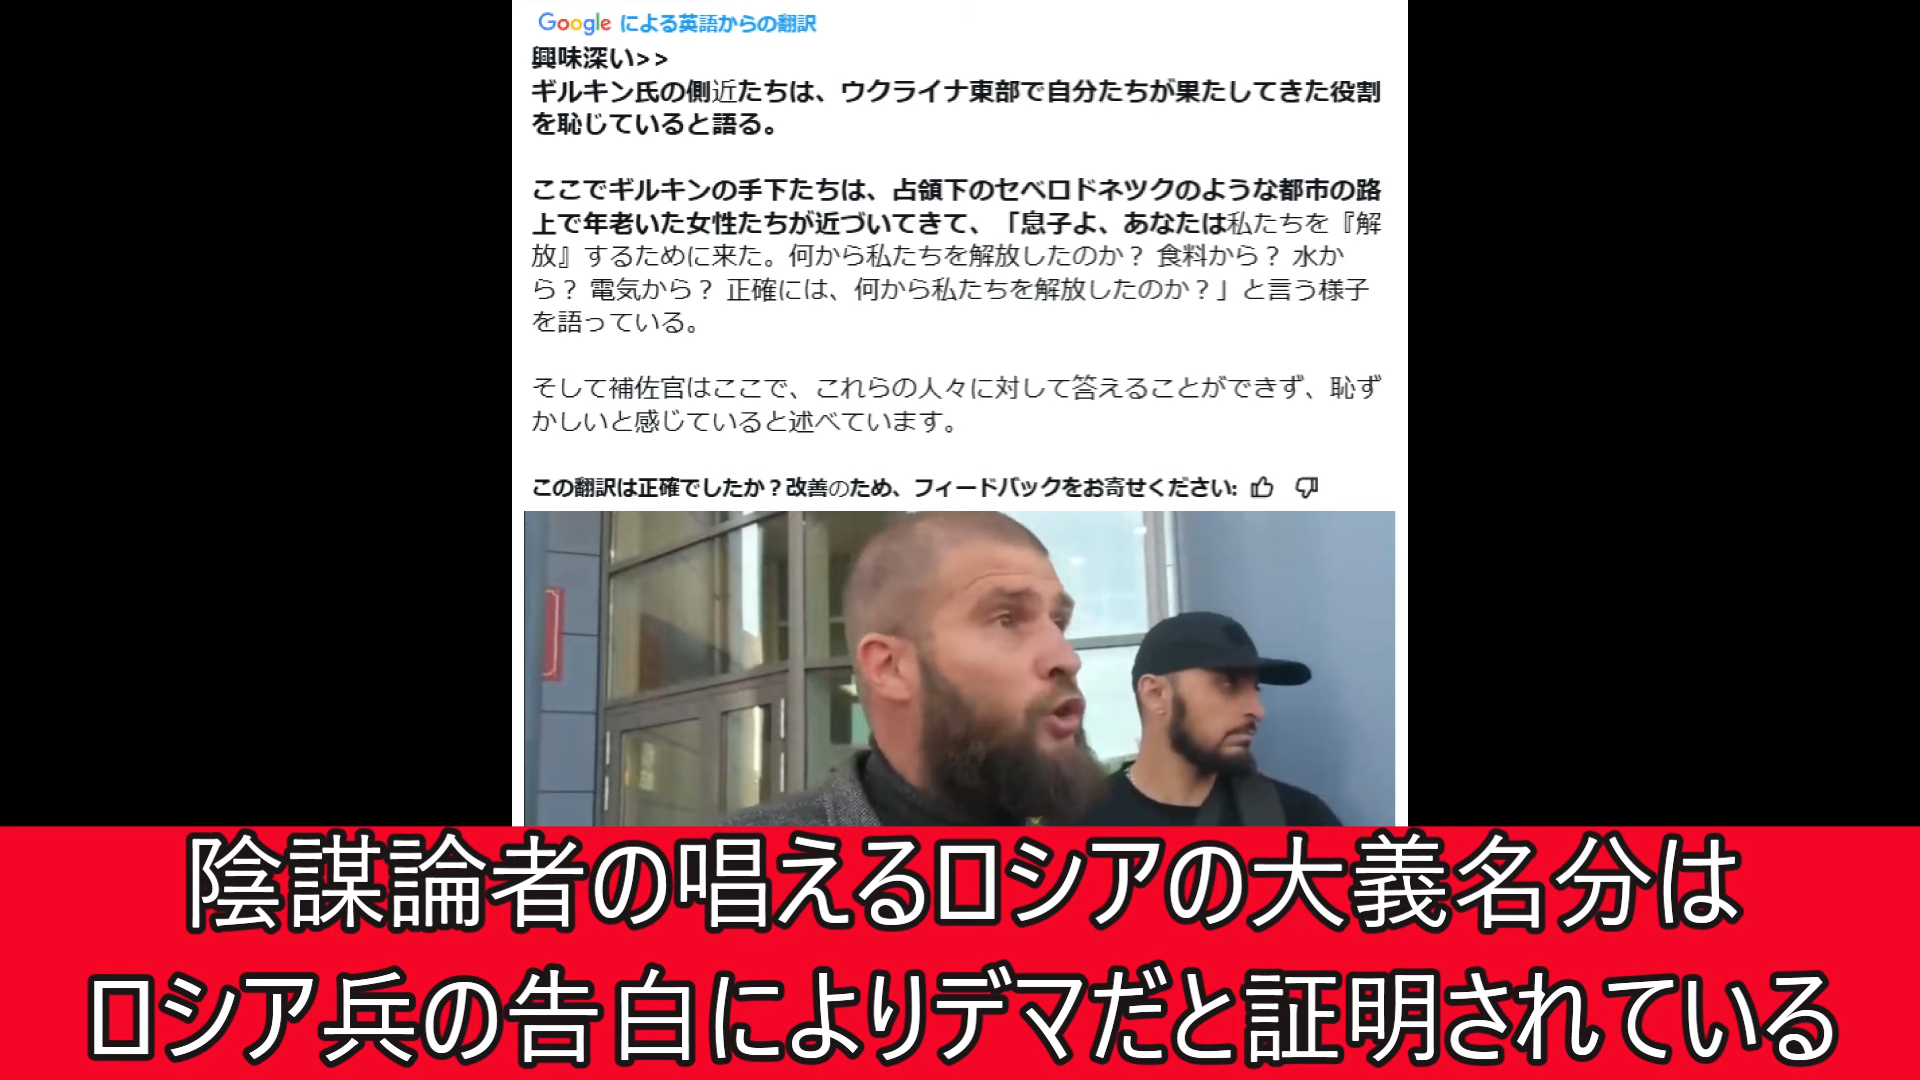 Google による英語からの翻訳
興味深い>>
ギルキン氏の側近たちは、ウクライナ東部で自分たちが果たしてきた役割
を恥じていると語る。
ここでギルキンの手下たちは、占領下のセベロドネツクのような都市の路
上で年老いた女性たちが近づいてきて、「息子よ、あなたは私たちを『解
放』するために来た。何から私たちを解放したのか？ 食料から？ 水か
ら？ 電気から？ 正確には、何から私たちを解放したのか？」と言う様子
を語っている。
そして補佐官はここで、これらの人々に対して答えることができず、恥ず
かしいと感じていると述べています。
この翻訳は正確でしたか？改善のため、フィードバックをお寄せください:
陰謀論者の唱えるロシアの大義名分は
ロシア兵の告白によりデマだと証明されている